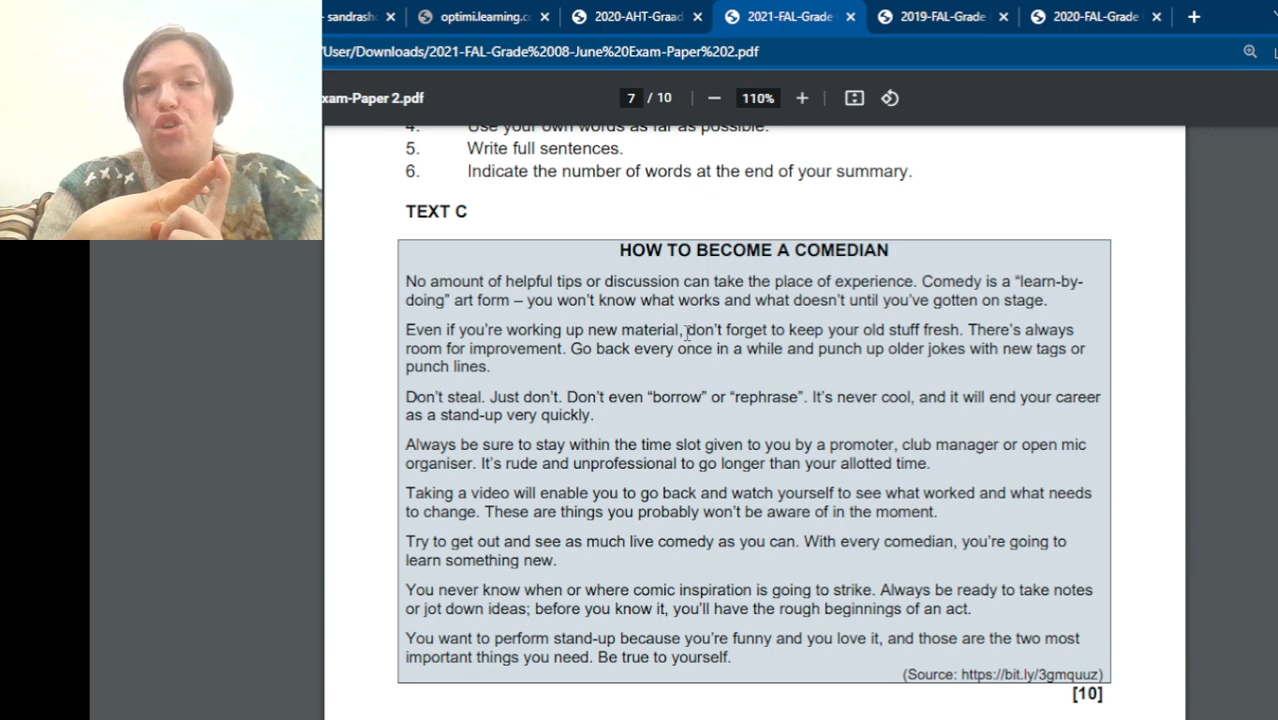 - sandrash
optimi.learning.c
2020-AHT-Graad
2021-FAL-Grade
2019-FAL-Grade
2020-FAL-Grade
/User/Downloads/2021-FAL-Grade%2008-June%20Exam-Paper%202.pdf
xam-Paper 2.pdf
7 / 10
110%
4. Use your own words as far as possible.
5. Write full sentences.
6. Indicate the number of words at the end of your summary.
TEXT C
HOW TO BECOME A COMEDIAN
No amount of helpful tips or discussion can take the place of experience. Comedy is a “learn-by-
doing” art form – you won’t know what works and what doesn’t until you’ve gotten on stage.
Even if you’re working up new material, don’t forget to keep your old stuff fresh. There’s always
room for improvement. Go back every once in a while and punch up older jokes with new tags or
punch lines.
Don’t steal. Just don’t. Don’t even “borrow” or “rephrase”. It’s never cool, and it will end your career
as a stand-up very quickly.
Always be sure to stay within the time slot given to you by a promoter, club manager or open mic
organiser. It’s rude and unprofessional to go longer than your allotted time.
Taking a video will enable you to go back and watch yourself to see what worked and what needs
to change. These are things you probably won’t be aware of in the moment.
Try to get out and see as much live comedy as you can. With every comedian, you’re going to
learn something new.
You never know when or where comic inspiration is going to strike. Always be ready to take notes
or jot down ideas; before you know it, you’ll have the rough beginnings of an act.
You want to perform stand-up because you’re funny and you love it, and those are the two most
important things you need. Be true to yourself.
(Source: https://bit.ly/3gmquuz)
[10]